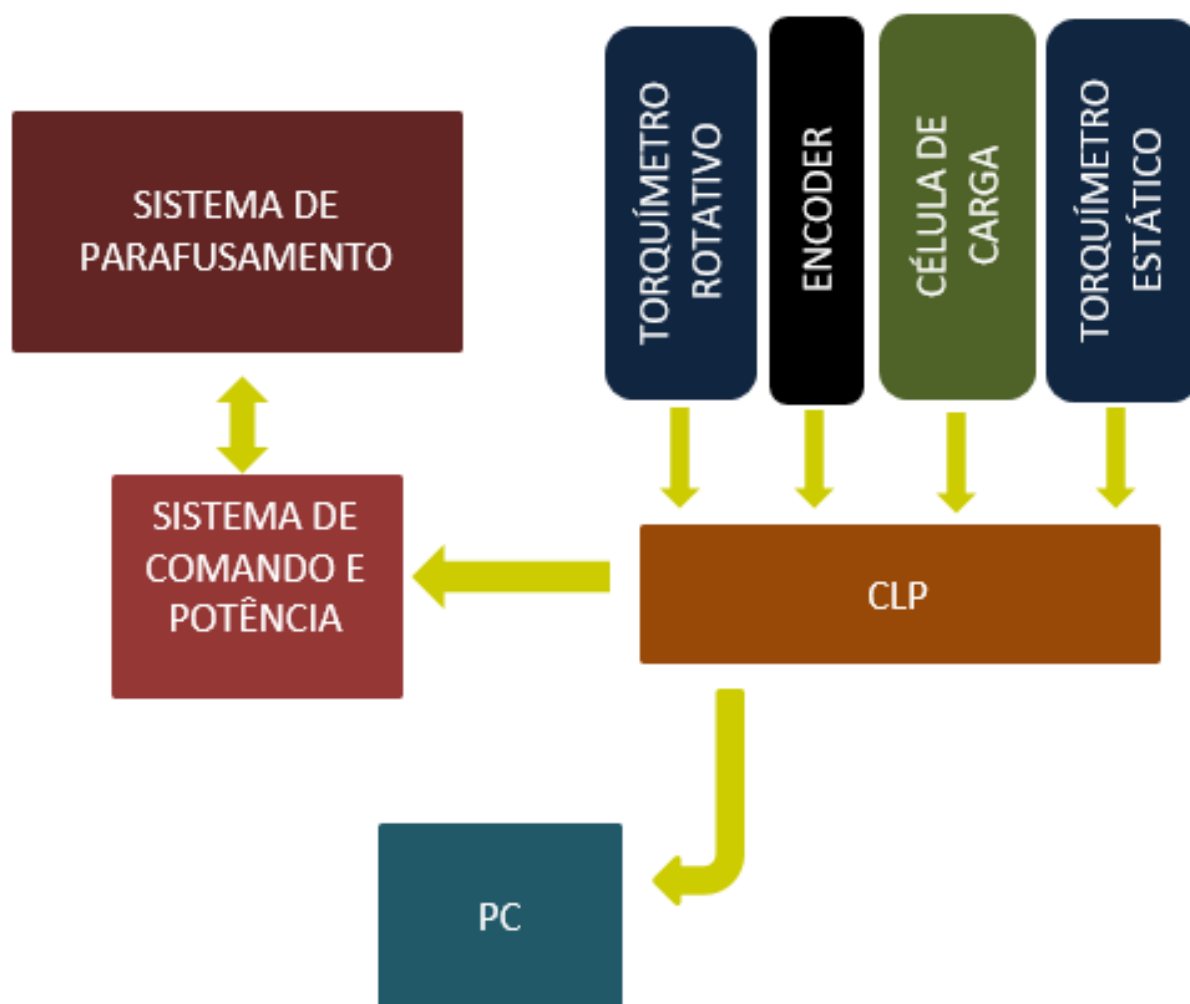 SISTEMA DE
PARAFUSAMENTO
TORQUÍMETRO
ROTATIVO
ENCODER
CÉLULA DE
CARGA
TORQUÍMETRO
ESTÁTICO
SISTEMA DE
COMANDO E
POTÊNCIA
CLP
PC